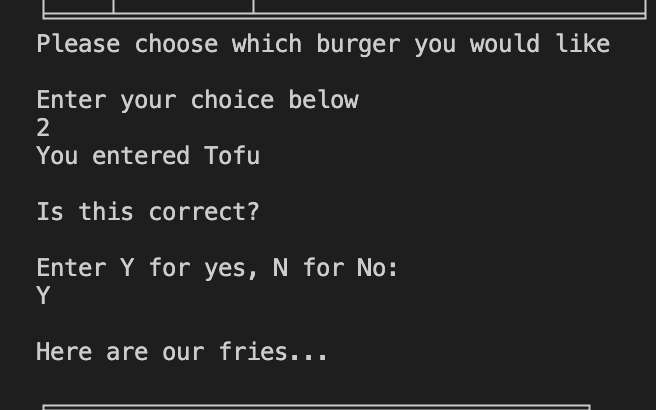 Please choose which burger you would like
Enter your choice below
2
You entered Tofu
Is this correct?
Enter Y for yes, N for No:
Y
Here are our fries...